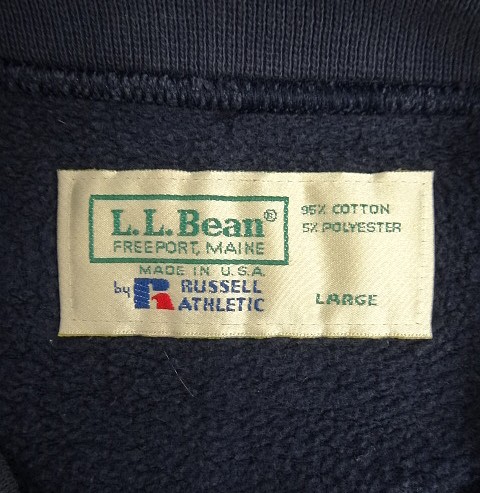 L.L.Bean®
FREEPORT, MAINE
MADE IN U.S.A.
by RUSSELL
ATHLETIC
95% COTTON
5% POLYESTER
LARGE